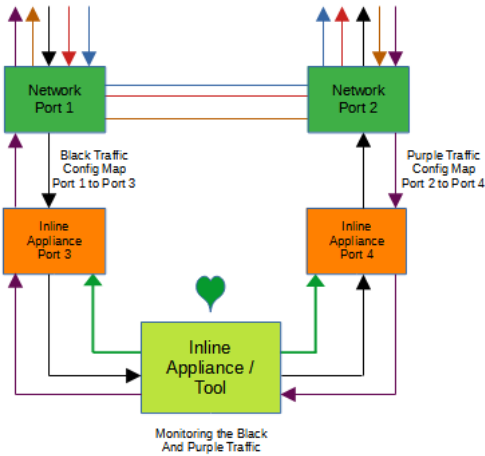 Network
Port 1
Network
Port 2
Black Traffic
Config Map
Port 1 to Port 3
Purple Traffic
Config Map
Port 2 to Port 4
Inline
Appliance
Port 3
Inline
Appliance
Port 4
Inline
Appliance /
Tool
Monitoring the Black
And Purple Traffic